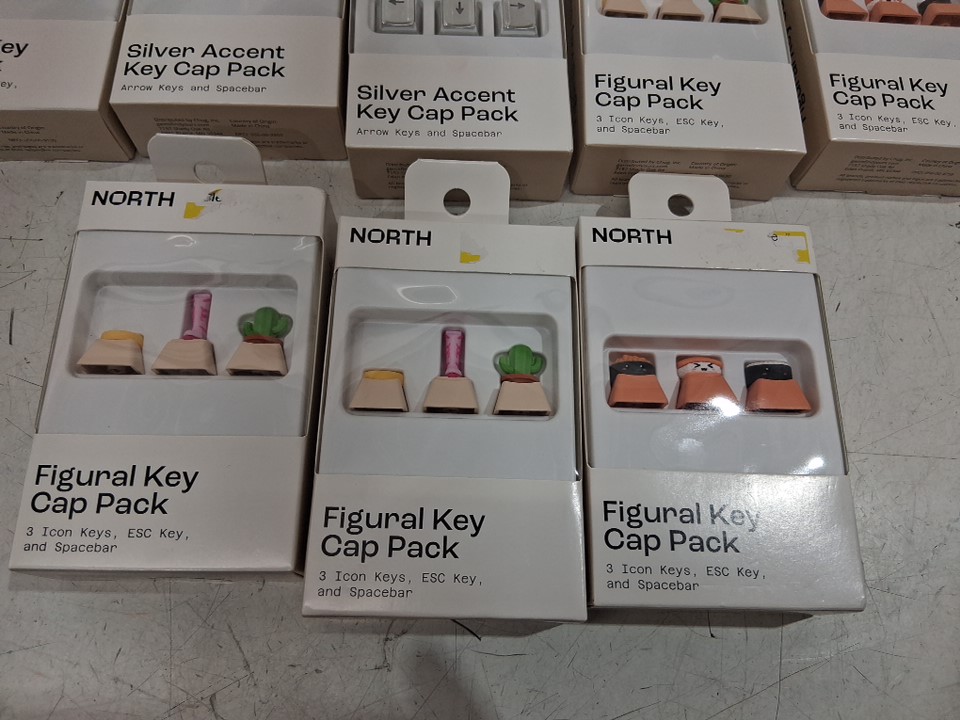 ey
Silver Accent
Key Cap Pack
Arrow Keys and Spacebar
Silver Accent
Key Cap Pack
Arrow Keys and Spacebar
Figural Key
Cap Pack
3 Icon Keys, ESC Key,
and Spacebar
Figural Key
Cap Pack
3 Icon Keys, ESC Key,
and Spacebar
NORTH
Figural Key
Cap Pack
3 Icon Keys, ESC Key,
and Spacebar
NORTH
Figural Key
Cap Pack
3 Icon Keys, ESC Key,
and Spacebar
NORTH
Figural Key
Cap Pack
3 Icon Keys, ESC Key,
and Spacebar